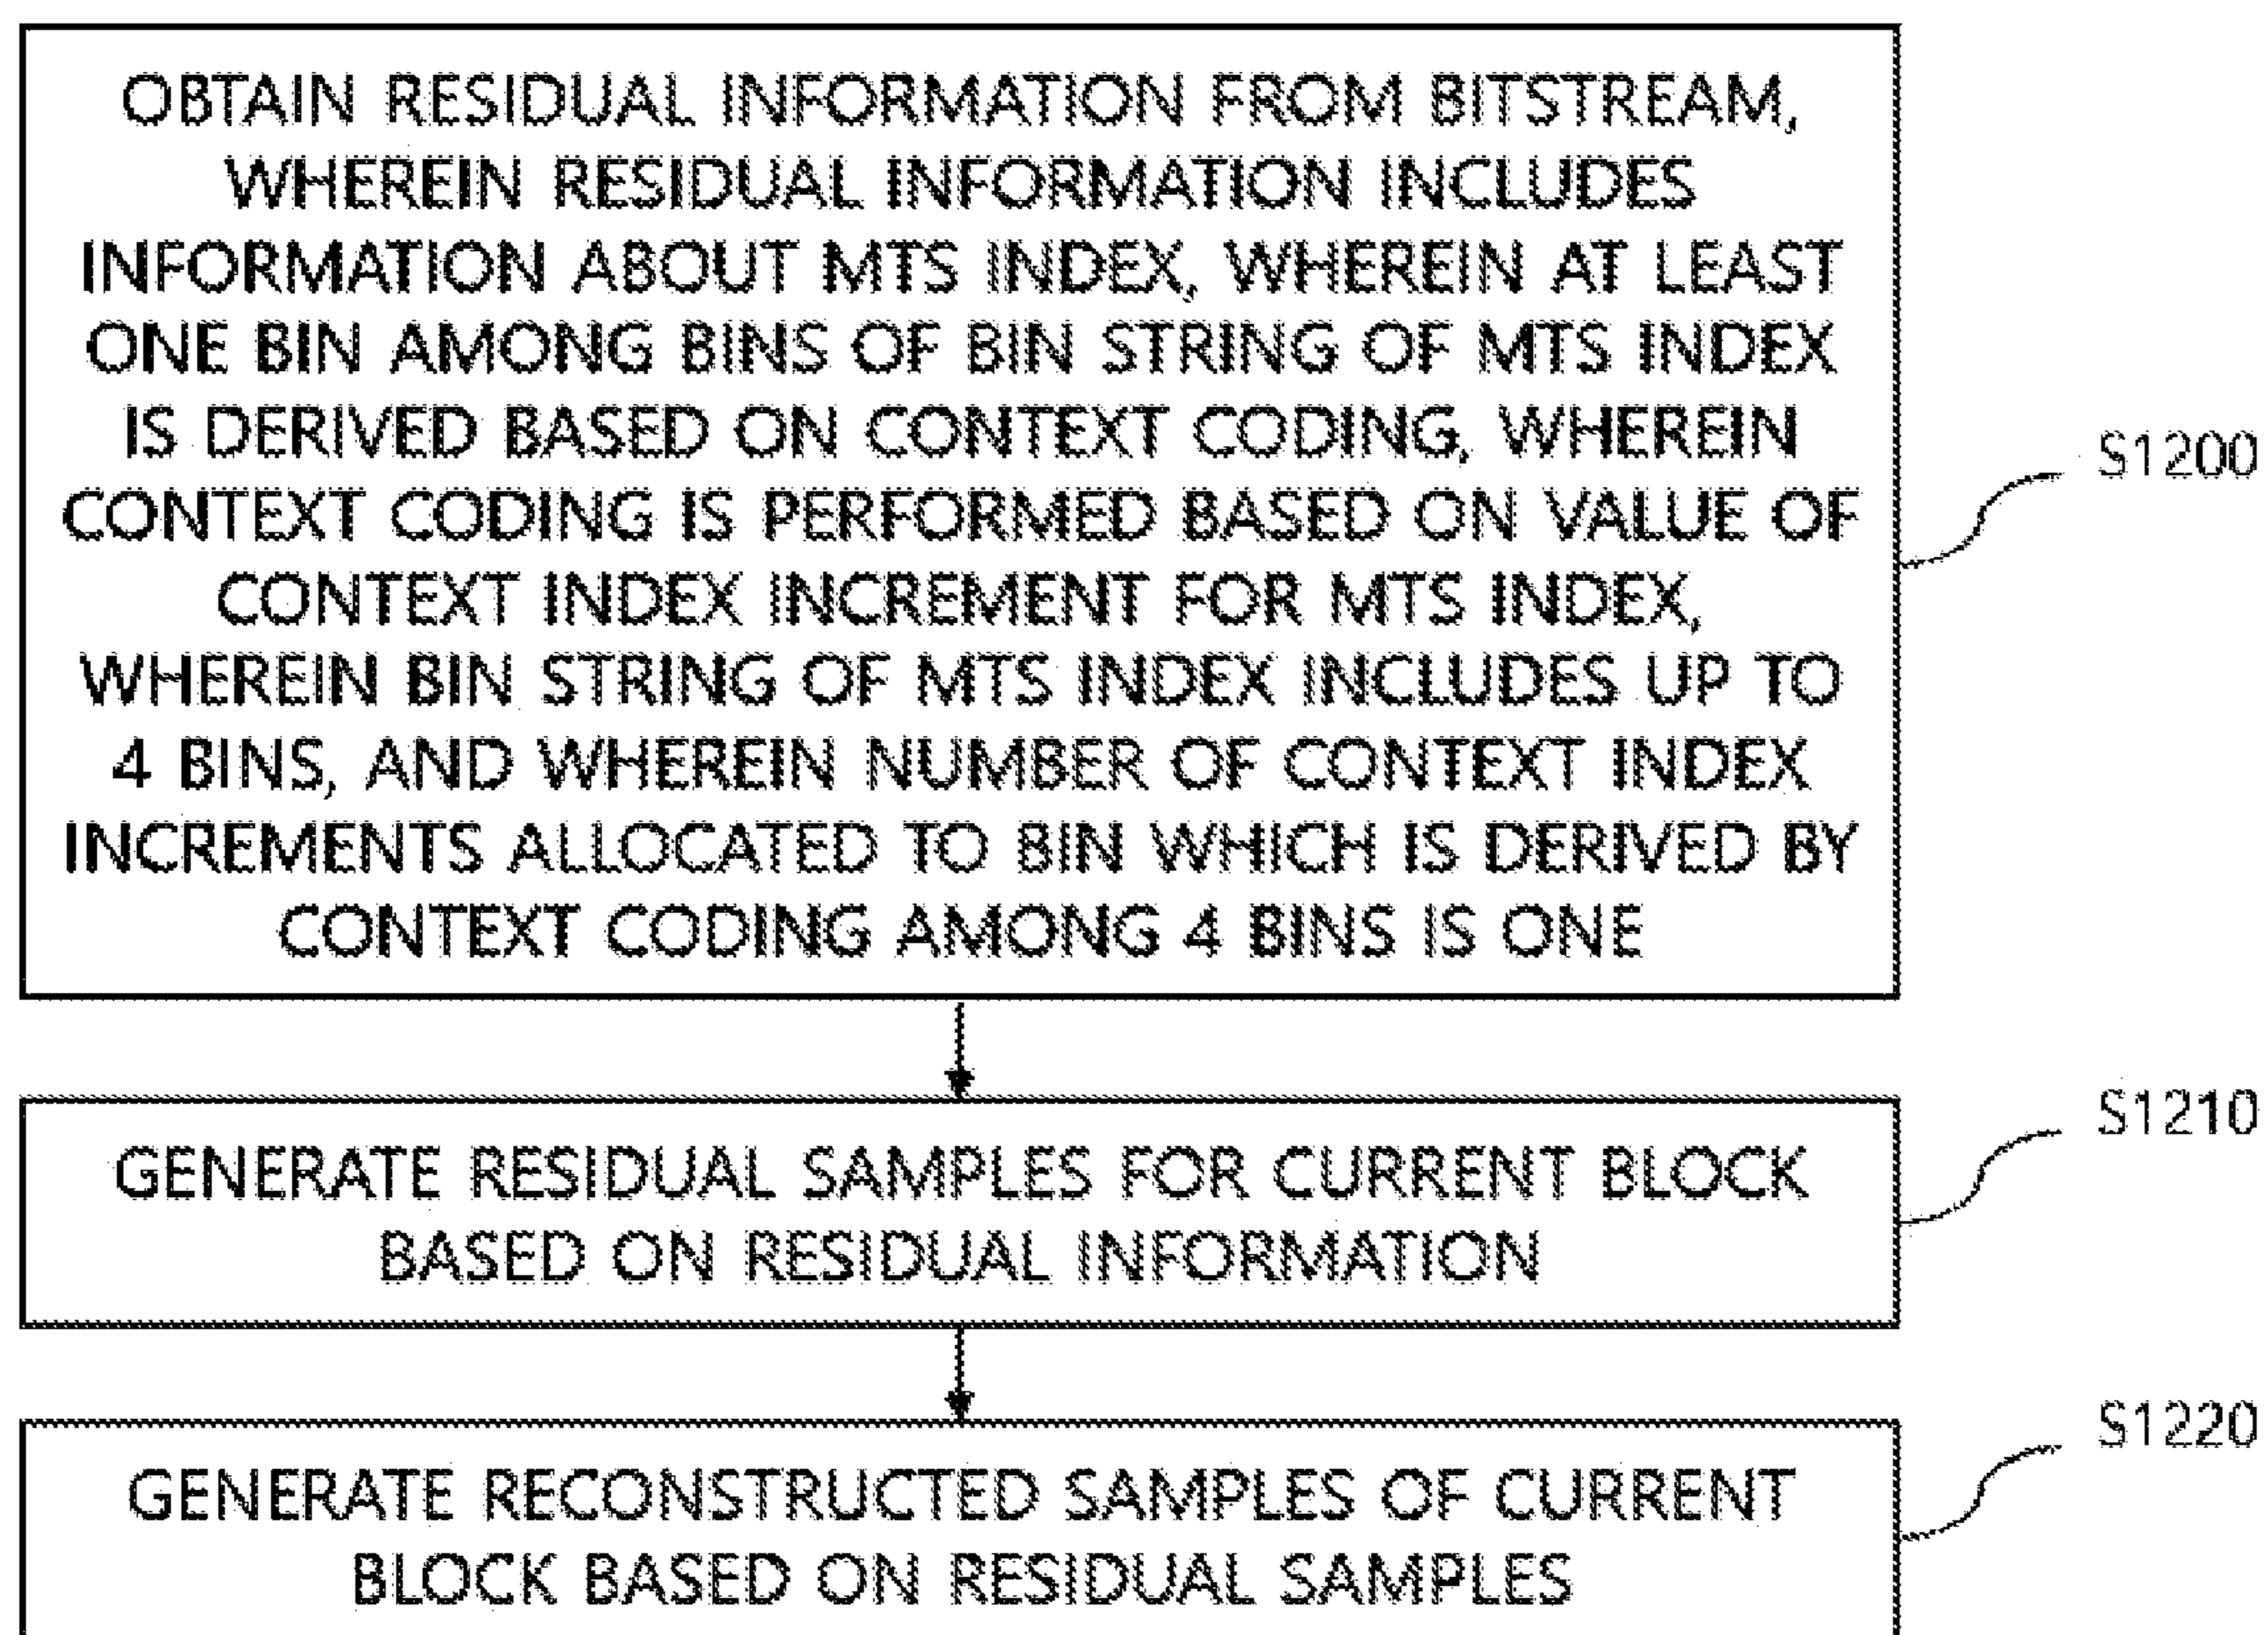 OBTAIN RESIDUAL INFORMATION FROM BITSTREAM,
WHEREIN RESIDUAL INFORMATION INCLUDES
INFORMATION ABOUT MTS INDEX, WHEREIN AT LEAST
ONE BIN AMONG BINS OF BIN STRING OF MTS INDEX
IS DERIVED BASED ON CONTEXT CODING, WHEREIN
CONTEXT CODING IS PERFORMED BASED ON VALUE OF
CONTEXT INDEX INCREMENT FOR MTS INDEX,
WHEREIN BIN STRING OF MTS INDEX INCLUDES UP TO
4 BINS, AND WHEREIN NUMBER OF CONTEXT INDEX
INCREMENTS ALLOCATED TO BIN WHICH IS DERIVED BY
CONTEXT CODING AMONG 4 BINS IS ONE
S1200
GENERATE RESIDUAL SAMPLES FOR CURRENT BLOCK
BASED ON RESIDUAL INFORMATION
S1210
GENERATE RECONSTRUCTED SAMPLES OF CURRENT
BLOCK BASED ON RESIDUAL SAMPLES
S1220